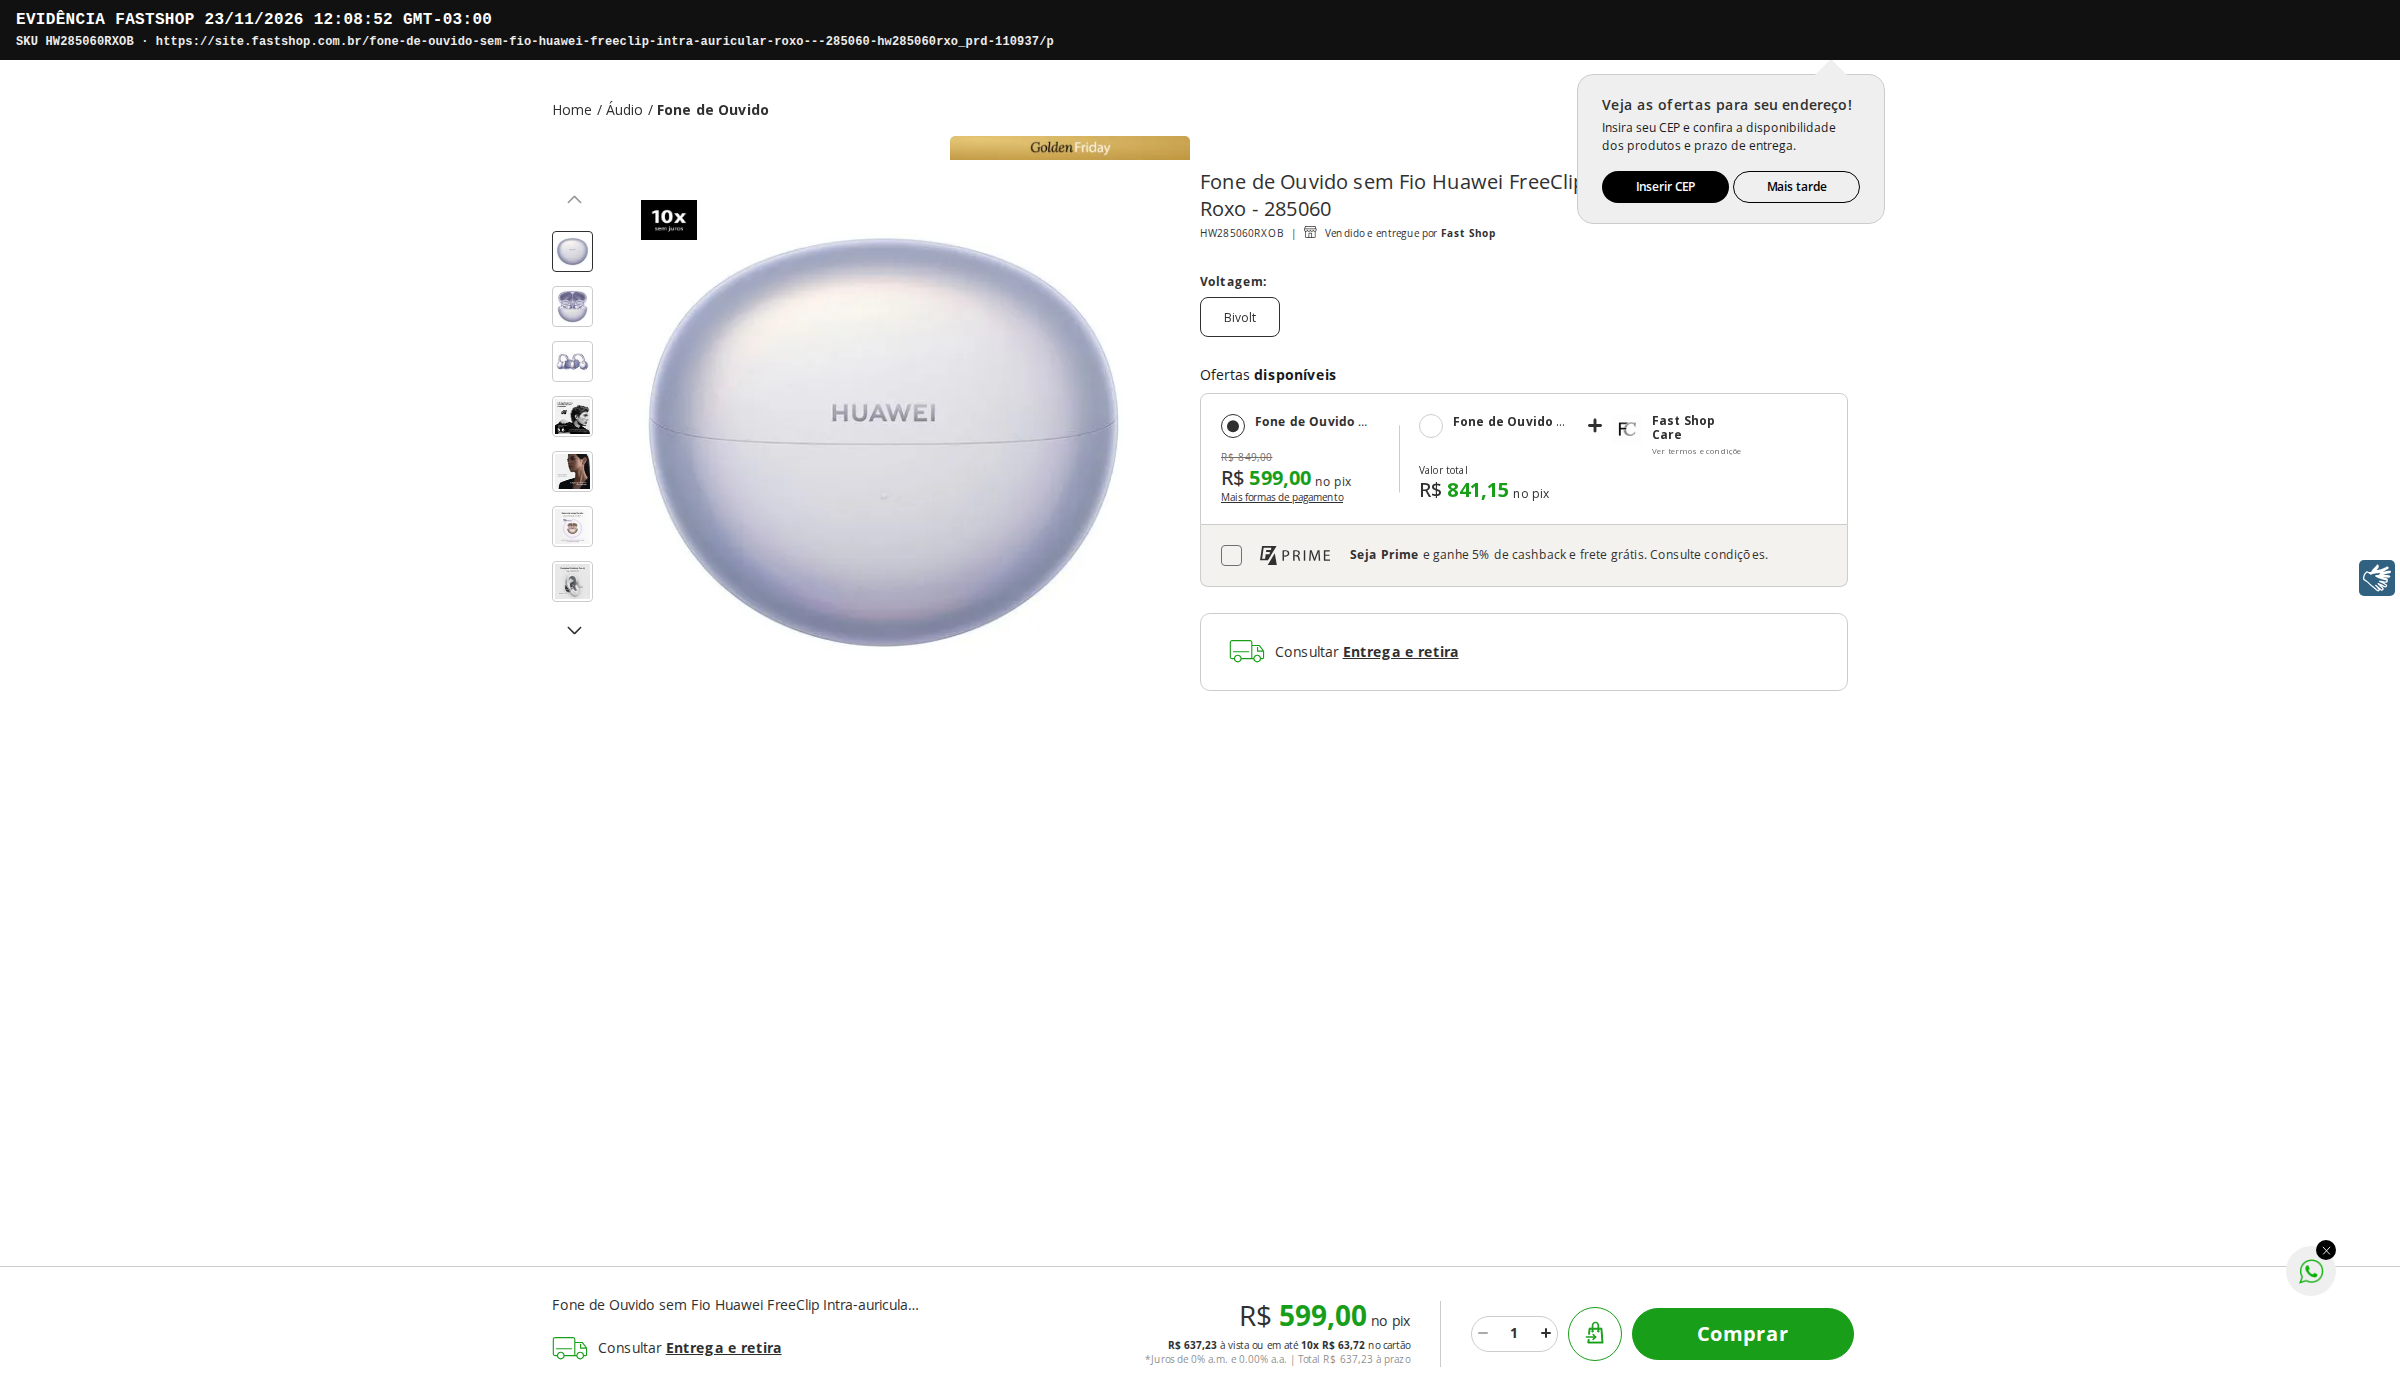 EVIDÊNCIA FASTSHOP 23/11/2026 12:08:52 GMT-03:00
SKU HW285060RXOB · https://site.fastshop.com.br/fone-de-ouvido-sem-fio-huawei-freeclip-intra-auricular-roxo---285060-hw285060rxo_prd-110937/p
Veja as ofertas para seu endereço!
Insira seu CEP e confira a disponibilidade
dos produtos e prazo de entrega.
Inserir CEP
Mais tarde
Home / Áudio / Fone de Ouvido
Golden Friday
10x
sem juros
HUAWEI
Fone de Ouvido sem Fio Huawei FreeClip
Roxo - 285060
HW285060RXOB | Vendido e entregue por Fast Shop
Voltagem:
Bivolt
Ofertas disponíveis
Fone de Ouvido ...
R$ 849,00
R$ 599,00 no pix
Mais formas de pagamento
Fone de Ouvido ...
+
FC
Fast Shop
Care
Ver termos e condiçõe
Valor total
R$ 841,15 no pix
PRIME Seja Prime e ganhe 5% de cashback e frete grátis. Consulte condições.
Consultar Entrega e retira
Fone de Ouvido sem Fio Huawei FreeClip Intra-auricula...
Consultar Entrega e retira
R$ 599,00 no pix
R$ 637,23 à vista ou em até 10x R$ 63,72 no cartão
*Juros de 0% a.m. e 0.00% a.a. | Total R$ 637,23 à prazo
− 1 +
Comprar